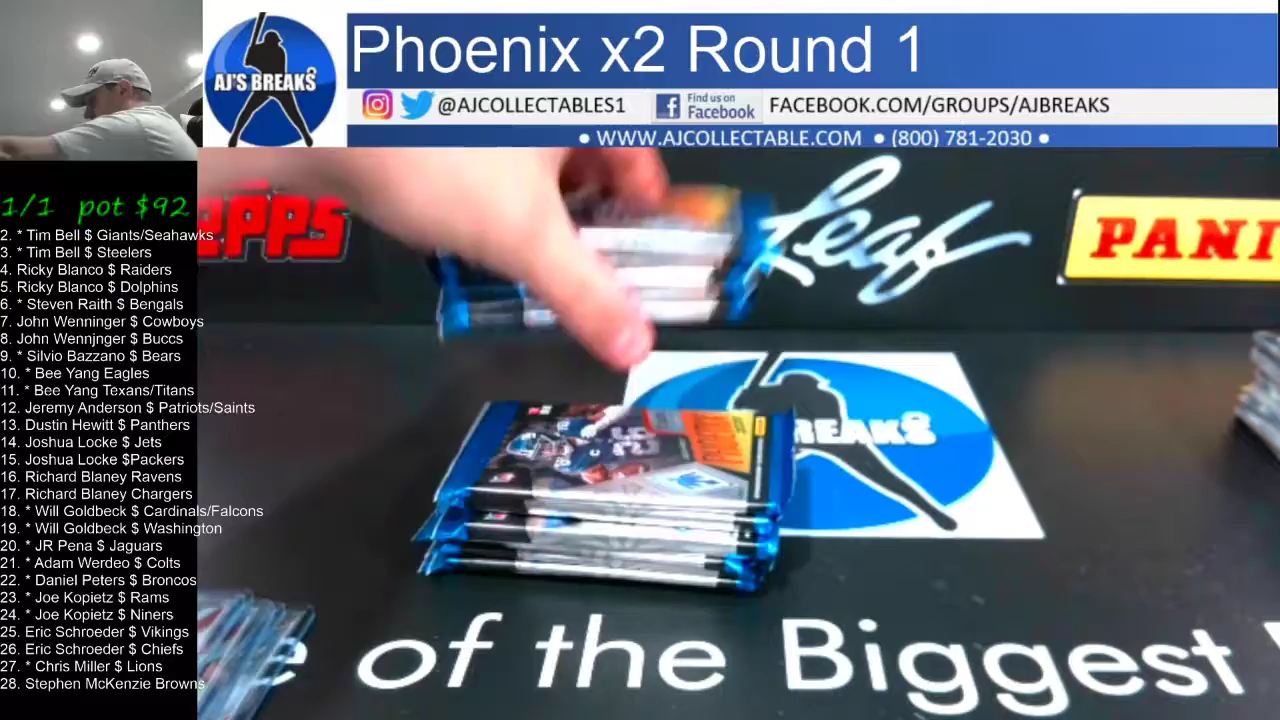 Phoenix x2 Round 1
AJ'S BREAKS
@AJCOLLECTABLES1 Find us on Facebook FACEBOOK.COM/GROUPS/AJBREAKS
• WWW.AJCOLLECTABLE.COM • (800) 781-2030 •
1/1 pot $92
2. * Tim Bell $ Giants/Seahawks
3. * Tim Bell $ Steelers
4. Ricky Blanco $ Raiders
5. Ricky Blanco $ Dolphins
6. * Steven Raith $ Bengals
7. John Wenninger $ Cowboys
8. John Wennjnger $ Buccs
9. * Silvio Bazzano $ Bears
10. * Bee Yang Eagles
11. * Bee Yang Texans/Titans
12. Jeremy Anderson $ Patriots/Saints
13. Dustin Hewitt $ Panthers
14. Joshua Locke $ Jets
15. Joshua Locke $Packers
16. Richard Blaney Ravens
17. Richard Blaney Chargers
18. * Will Goldbeck $ Cardinals/Falcons
19. * Will Goldbeck $ Washington
20. * JR Pena $ Jaguars
21. * Adam Werdeo $ Colts
22. * Daniel Peters $ Broncos
23. * Joe Kopietz $ Rams
24. * Joe Kopietz $ Niners
25. Eric Schroeder $ Vikings
26. Eric Schroeder $ Chiefs
27. * Chris Miller $ Lions
28. Stephen McKenzie Browns
PPS
Leaf
PANI
REAKS
e of the Biggest